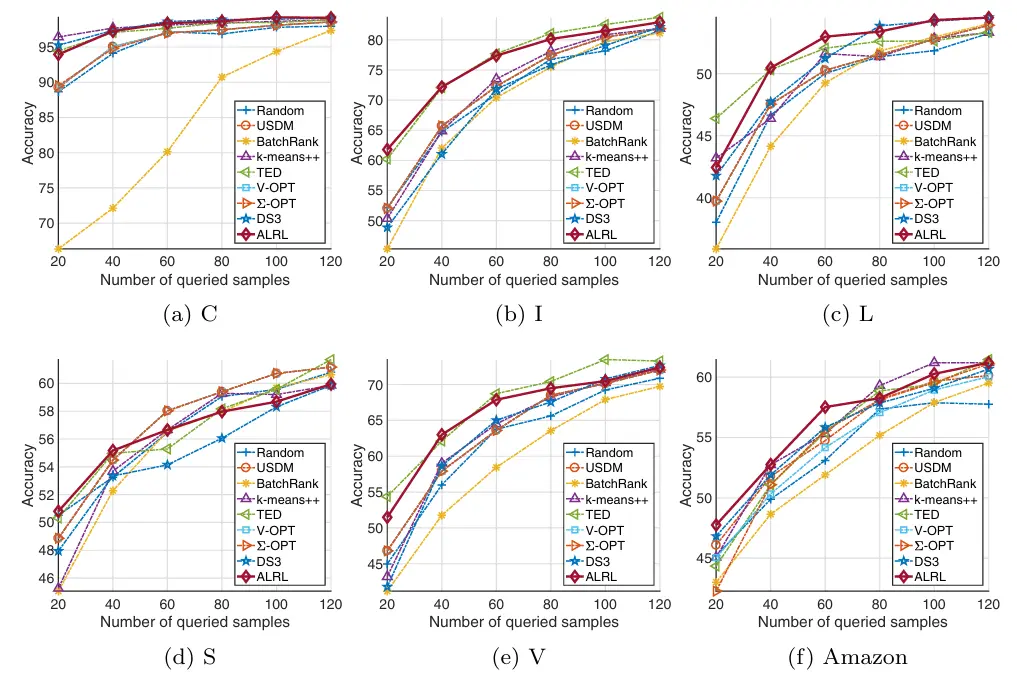 95
90
85
80
75
70
Accuracy
20 40 60 80 100 120
Number of queried samples
Random
USDM
BatchRank
k-means++
TED
V-OPT
Σ-OPT
DS3
ALRL
(a) C
80
75
70
65
60
55
50
Accuracy
20 40 60 80 100 120
Number of queried samples
Random
USDM
BatchRank
k-means++
TED
V-OPT
Σ-OPT
DS3
ALRL
(b) I
50
45
40
Accuracy
20 40 60 80 100 120
Number of queried samples
Random
USDM
BatchRank
k-means++
TED
V-OPT
Σ-OPT
DS3
ALRL
(c) L
60
58
56
54
52
50
48
46
Accuracy
20 40 60 80 100 120
Number of queried samples
Random
USDM
BatchRank
k-means++
TED
V-OPT
Σ-OPT
DS3
ALRL
(d) S
70
65
60
55
50
45
Accuracy
20 40 60 80 100 120
Number of queried samples
Random
USDM
BatchRank
k-means++
TED
V-OPT
Σ-OPT
DS3
ALRL
(e) V
60
55
50
45
Accuracy
20 40 60 80 100 120
Number of queried samples
Random
USDM
BatchRank
k-means++
TED
V-OPT
Σ-OPT
DS3
ALRL
(f) Amazon